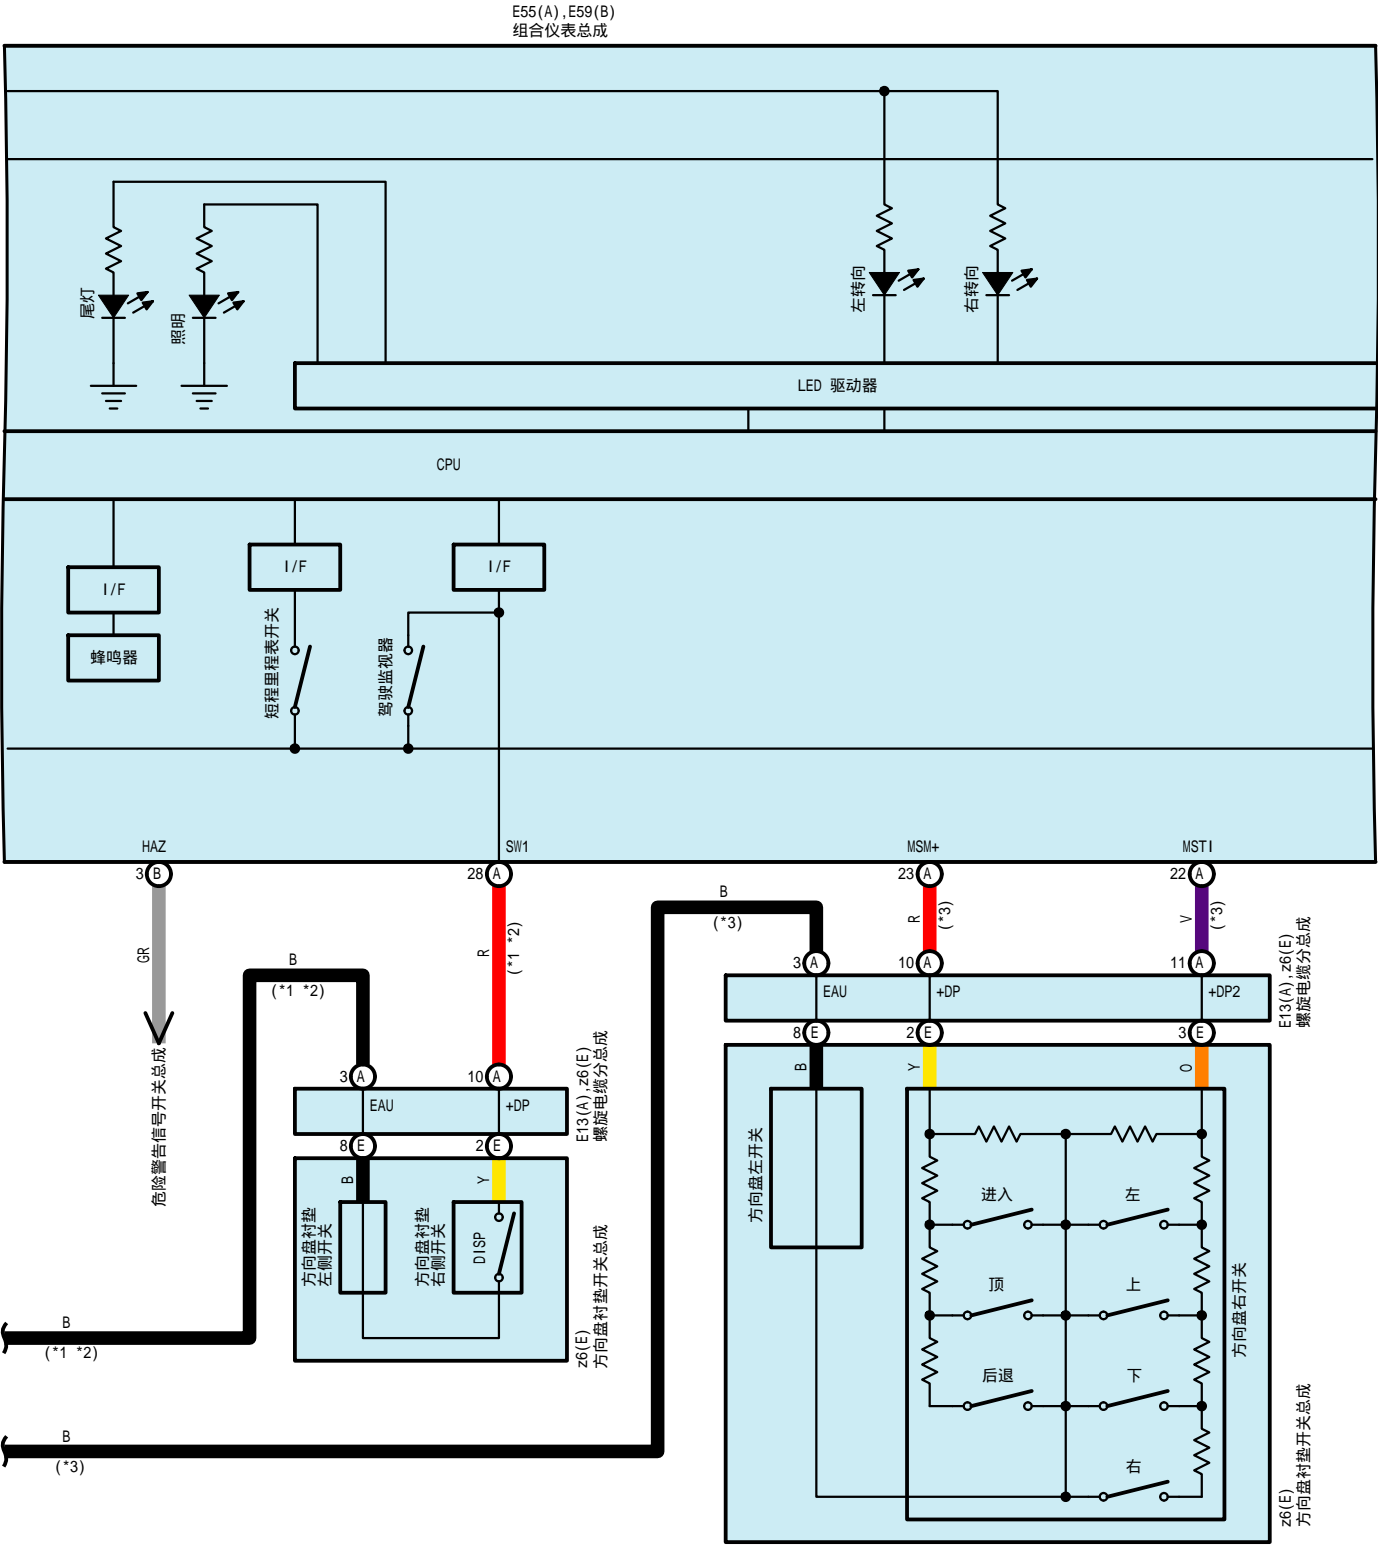 E55(A),E59(B)
组合仪表总成
尾灯
照明
左转向
右转向
LED 驱动器
CPU
I/F
I/F
I/F
蜂鸣器
短程里程表开关
驾驶监视器
HAZ
SW1
MSM+
MSTI
3 B
28 A
23 A
22 A
GR
R
(*1 *2)
B
(*3)
R
(*3)
V
(*3)
B
(*1 *2)
3 A
10 A
11 A
EAU
+DP
+DP2
E13(A),z6(E)
螺旋电缆分总成
8 E
2 E
3 E
危险警告信号开关总成
3 A
10 A
EAU
+DP
E13(A),z6(E)
螺旋电缆分总成
8 E
2 E
B
Y
方向盘衬垫
左侧开关
方向盘衬垫
右侧开关
DISP
z6(E)
方向盘衬垫开关总成
B
Y
O
方向盘左开关
进入
左
顶
上
后退
下
右
方向盘右开关
z6(E)
方向盘衬垫开关总成
B
(*1 *2)
B
(*3)